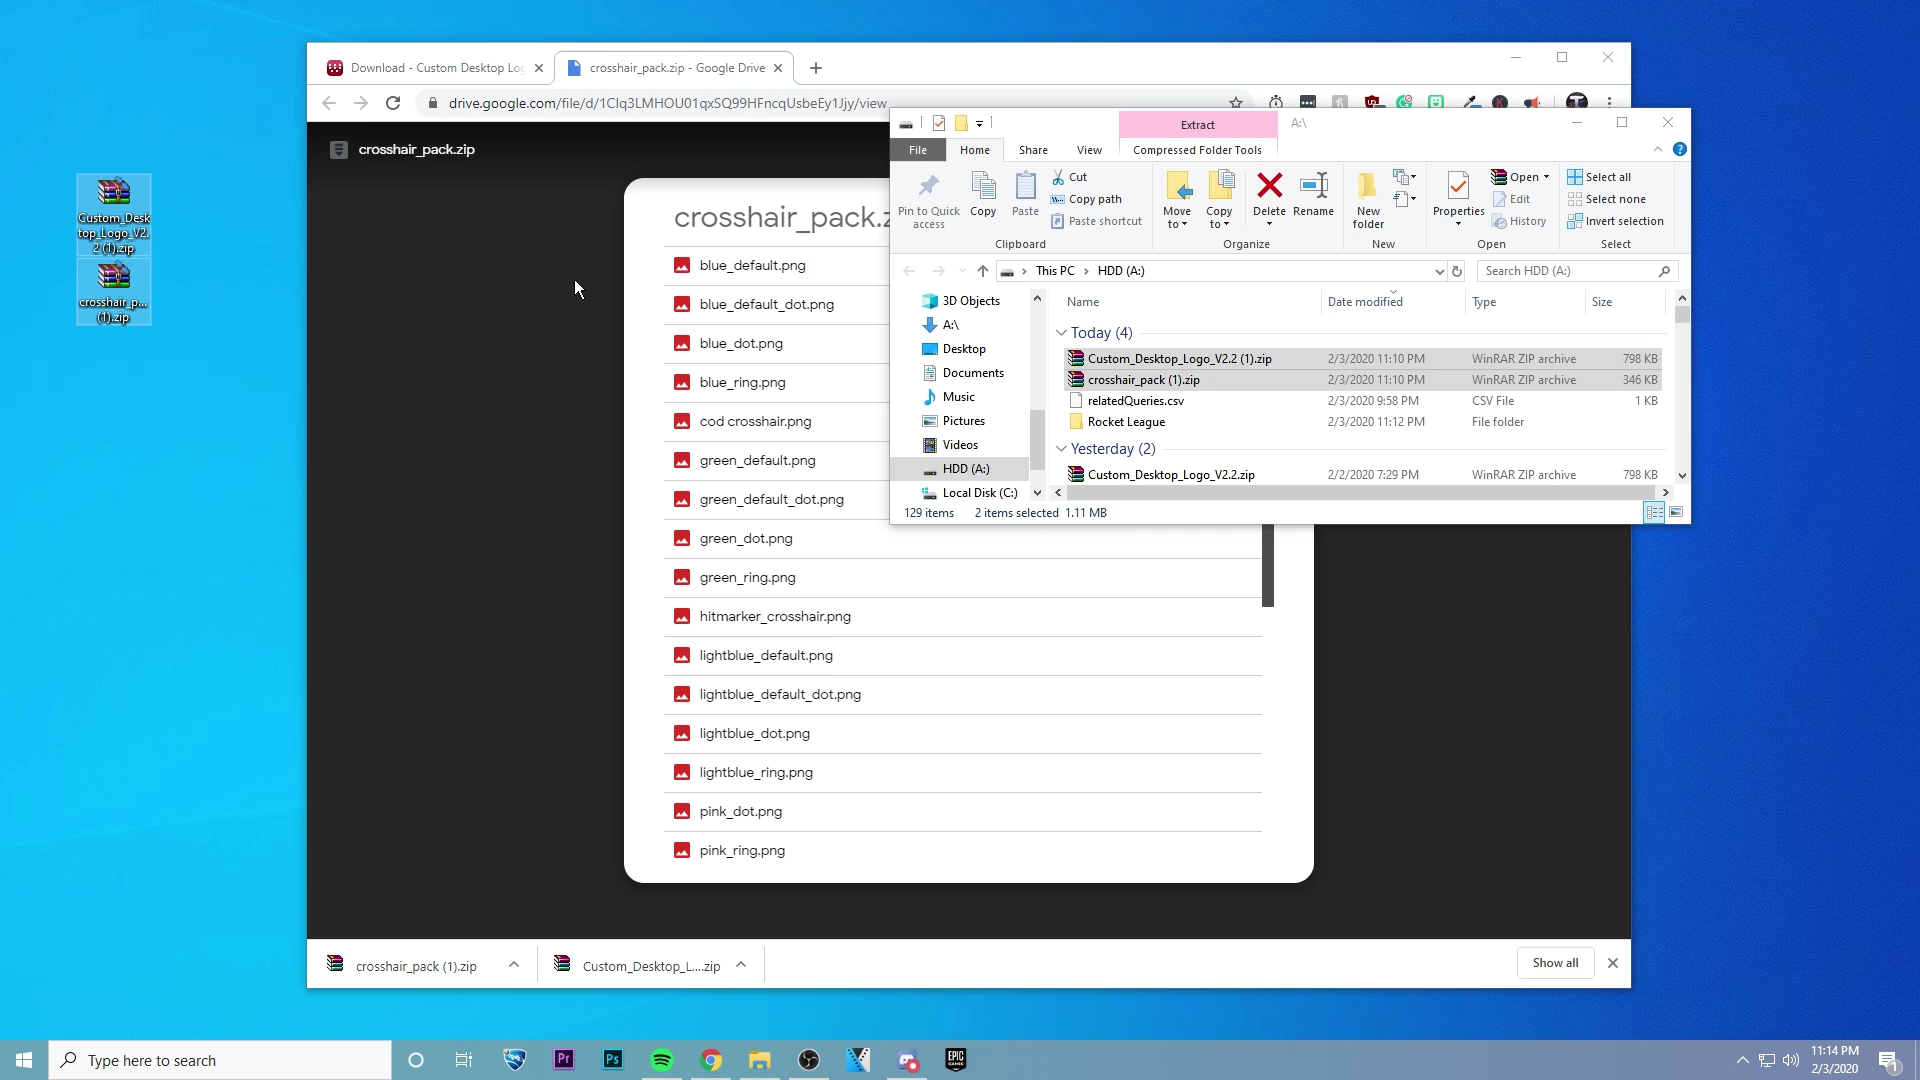 Download - Custom Desktop Log
crosshair_pack.zip - Google Drive
drive.google.com/file/d/1CIq3LMHOU01qxSQ99HFncqUsbeEy1Jjy/view
crosshair_pack.zip
Custom_Desk
top_Logo_V2.
2 (1).zip
crosshair_p...
(1).zip
crosshair_pack.z
blue_default.png
blue_default_dot.png
blue_dot.png
blue_ring.png
cod crosshair.png
green_default.png
green_default_dot.png
green_dot.png
green_ring.png
hitmarker_crosshair.png
lightblue_default.png
lightblue_default_dot.png
lightblue_dot.png
lightblue_ring.png
pink_dot.png
pink_ring.png
Extract
A:\
File
Home
Share
View
Compressed Folder Tools
Pin to Quick
access
Copy
Paste
Cut
Copy path
Paste shortcut
Clipboard
Move
to
Copy
to
Delete
Rename
Organize
New
folder
New
Properties
Open
Edit
History
Open
Select all
Select none
Invert selection
Select
This PC
HDD (A:)
Search HDD (A:)
3D Objects
A:\
Desktop
Documents
Music
Pictures
Videos
HDD (A:)
Local Disk (C:)
Name Date modified Type Size
Today (4)
Custom_Desktop_Logo_V2.2 (1).zip 2/3/2020 11:10 PM WinRAR ZIP archive 798 KB
crosshair_pack (1).zip 2/3/2020 11:10 PM WinRAR ZIP archive 346 KB
relatedQueries.csv 2/3/2020 9:58 PM CSV File 1 KB
Rocket League 2/3/2020 11:12 PM File folder
Yesterday (2)
Custom_Desktop_Logo_V2.2.zip 2/2/2020 7:29 PM WinRAR ZIP archive 798 KB
129 items 2 items selected 1.11 MB
crosshair_pack (1).zip
Custom_Desktop_L....zip
Show all
Type here to search
Pr
Ps
EPIC
GAMES
11:14 PM
2/3/2020
1